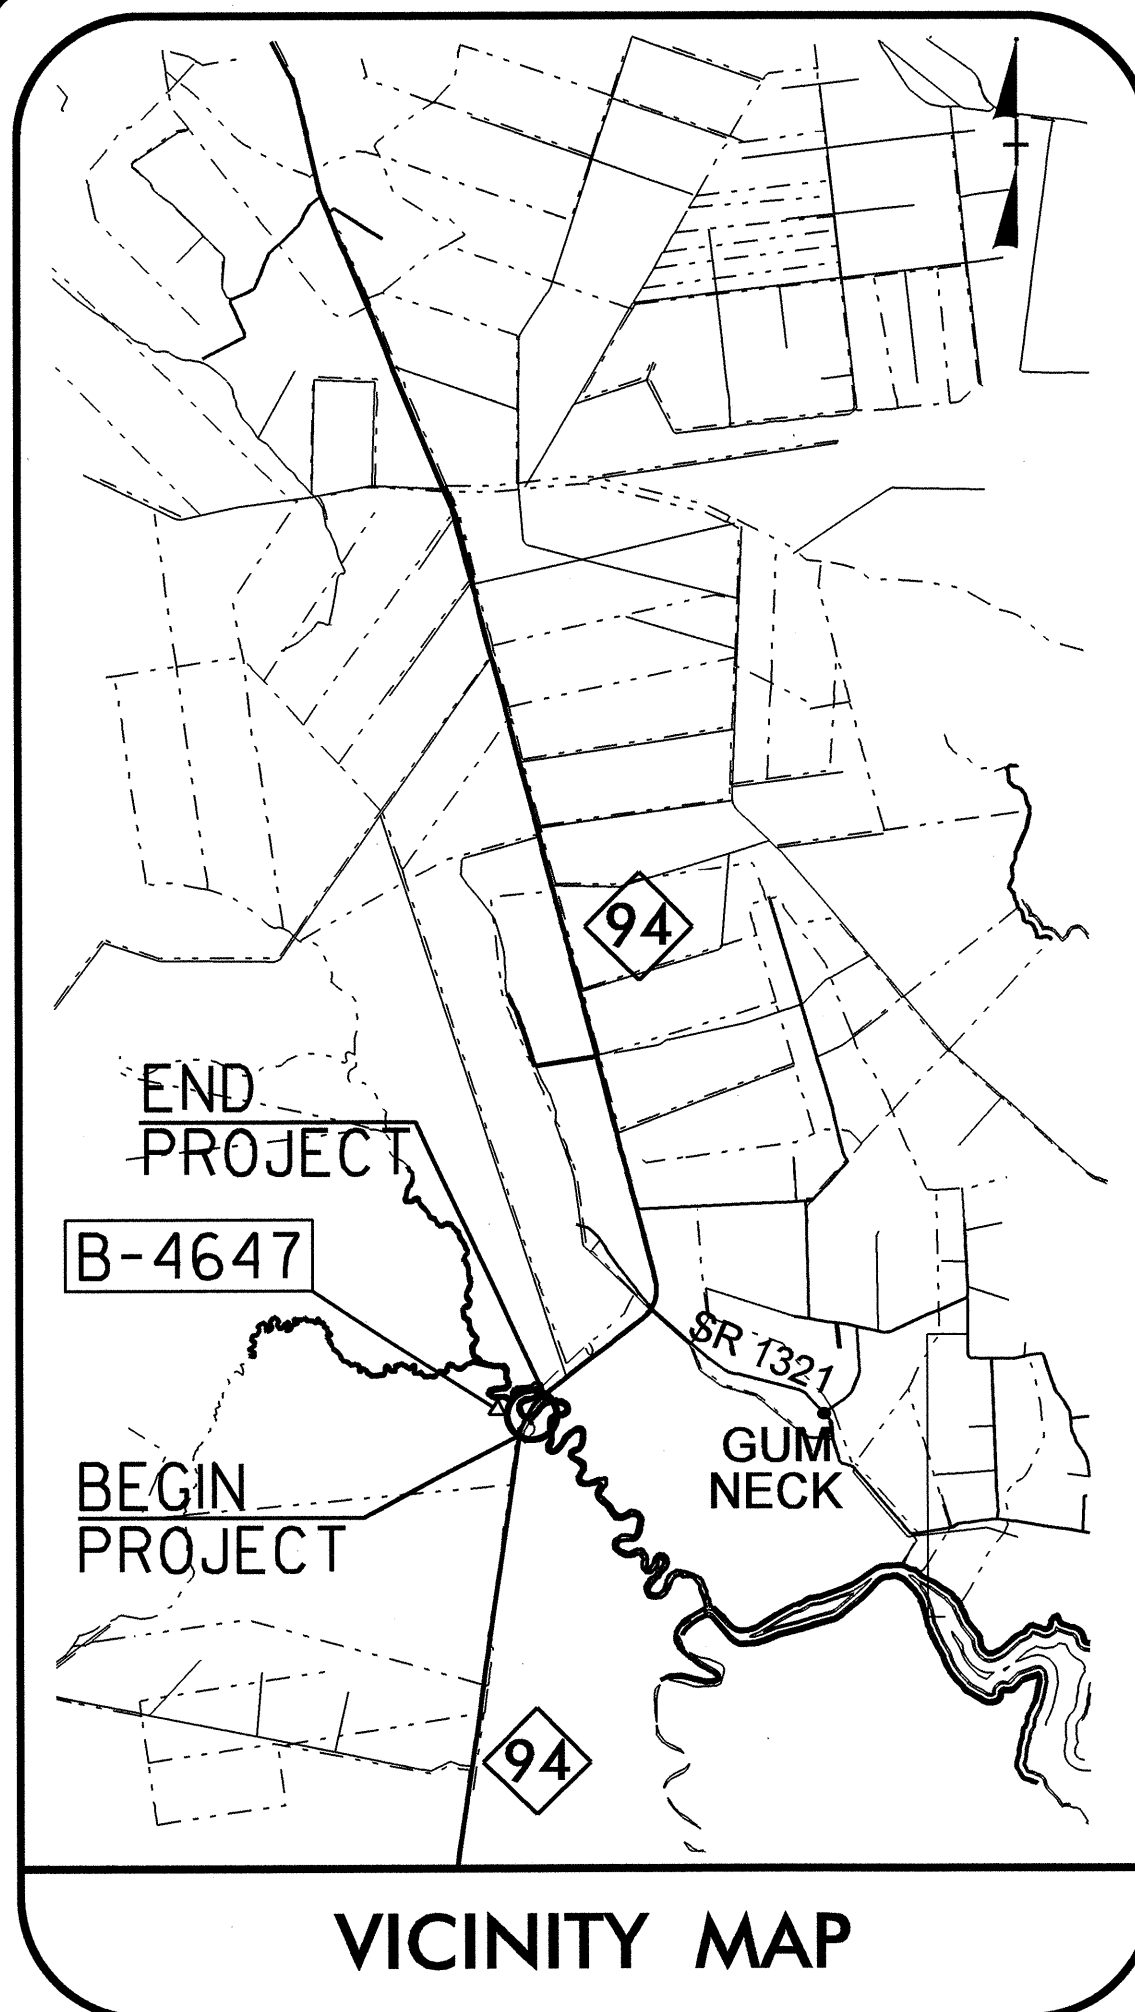 94
END
PROJECT
B-4647
SR 1321
GUM
NECK
BEGIN
PROJECT
94
VICINITY MAP